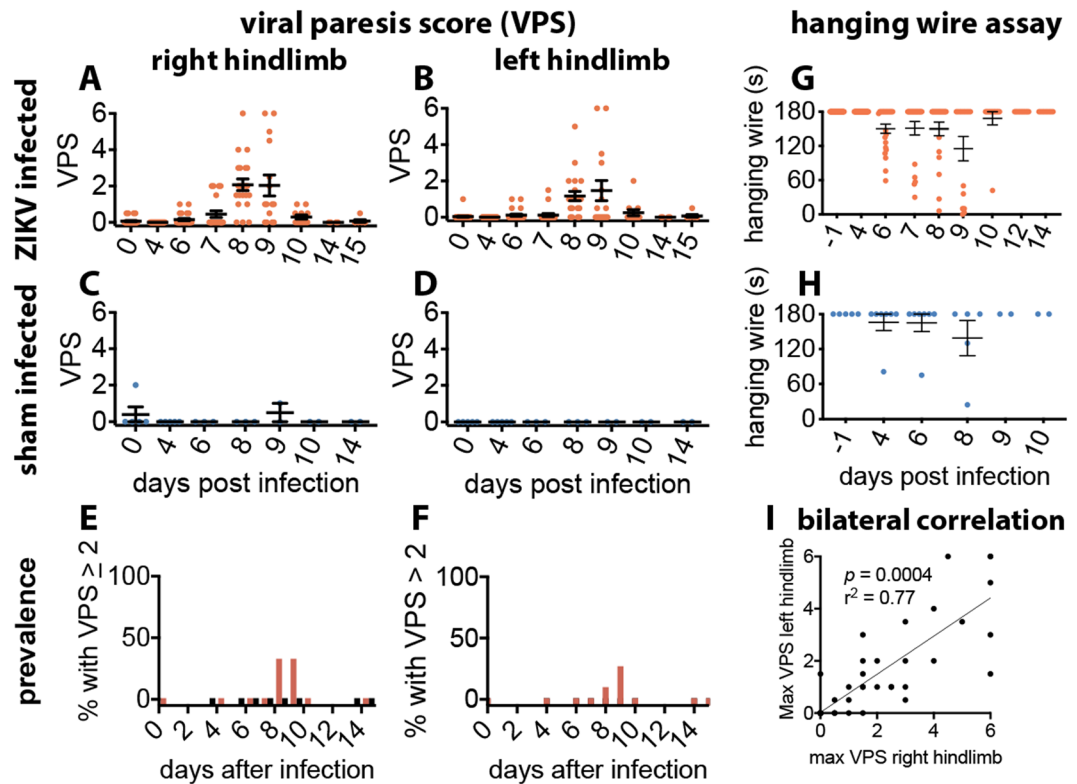 viral paresis score (VPS)
hanging wire assay
right hindlimb
left hindlimb
ZIKV infected
A
VPS
6
4
2
0
0 4 6 7 8 9 10 14 15
B
VPS
6
4
2
0
0 4 6 7 8 9 10 14 15
G
hanging wire (s)
180
120
60
0
-1 4 6 7 8 9 10 12 14
sham infected
C
VPS
6
4
2
0
0 4 6 8 9 10 14
days post infection
D
VPS
6
4
2
0
0 4 6 8 9 10 14
days post infection
H
hanging wire (s)
180
120
60
0
-1 4 6 8 9 10
days post infection
prevalence
E
% with VPS ≥ 2
100
50
0
0 2 4 6 8 10 12 14
days after infection
F
% with VPS > 2
100
50
0
0 2 4 6 8 10 12 14
days after infection
I bilateral correlation
Max VPS left hindlimb
6
4
2
0
p = 0.0004
r² = 0.77
0 2 4 6
max VPS right hindlimb